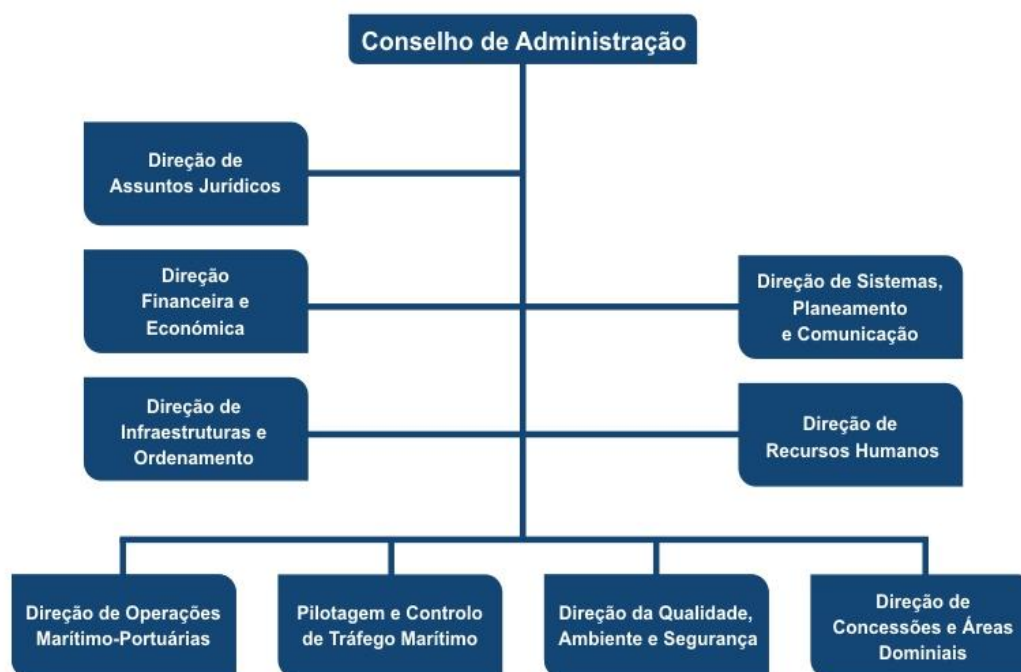 Conselho de Administração
Direção de
Assuntos Jurídicos
Direção
Financeira e
Económica
Direção de Sistemas,
Planeamento
e Comunicação
Direção de
Infraestruturas e
Ordenamento
Direção de
Recursos Humanos
Direção de Operações
Marítimo-Portuárias
Pilotagem e Controlo
de Tráfego Marítimo
Direção da Qualidade,
Ambiente e Segurança
Direção de
Concessões e Áreas
Dominiais